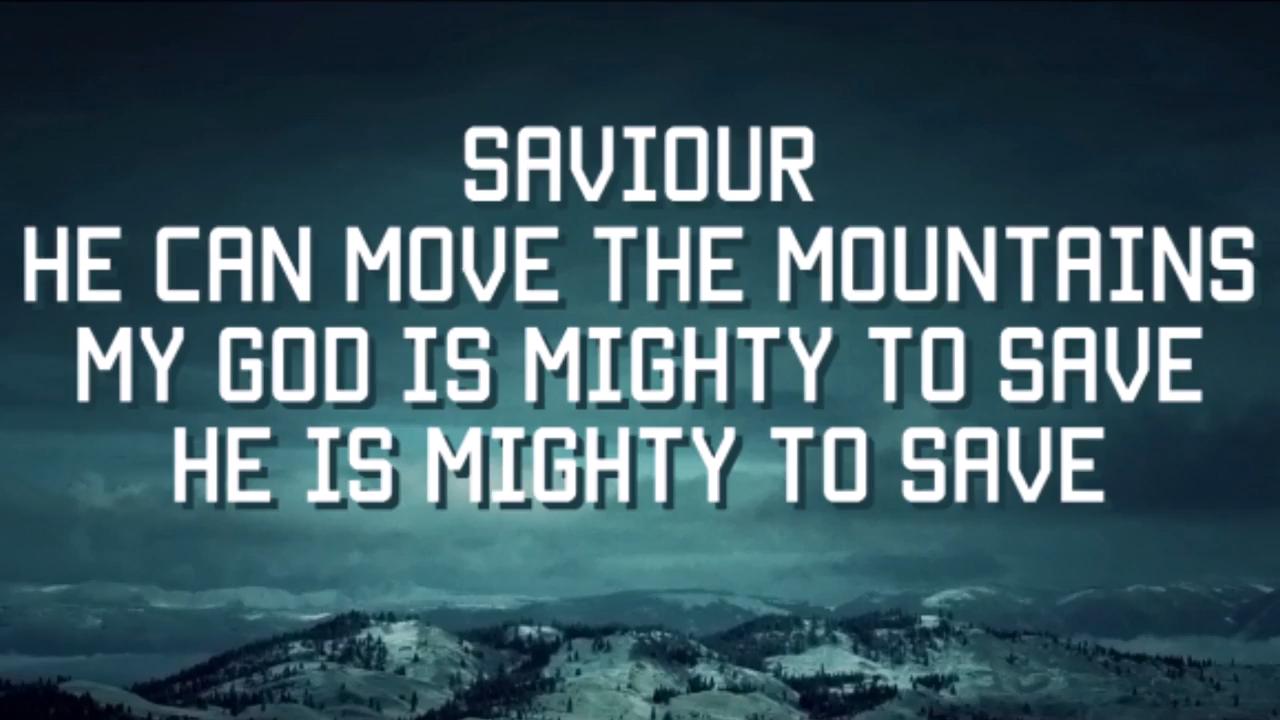 SAVIOUR
HE CAN MOVE THE MOUNTAINS
MY GOD IS MIGHTY TO SAVE
HE IS MIGHTY TO SAVE